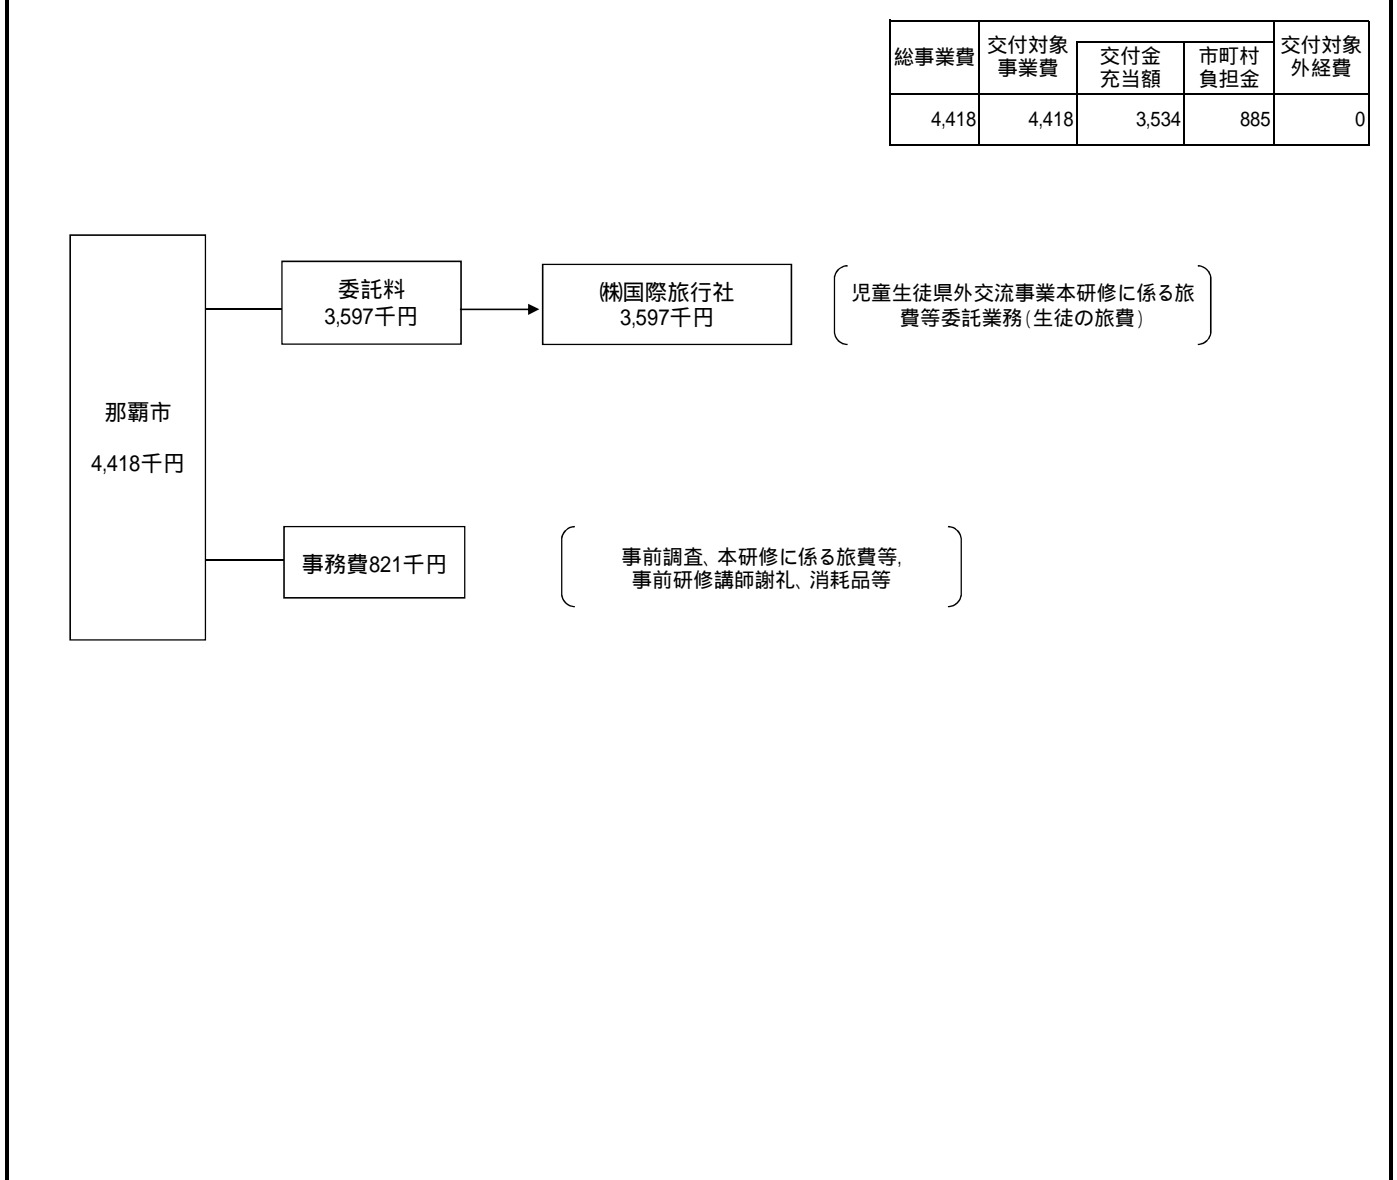 総事業費
交付対象
事業費
交付金
充当額
市町村
負担金
交付対象
外経費
4,418
4,418
3,534
885
0
委託料
3,597千円
㈱国際旅行社
3,597千円
児童生徒県外交流事業本研修に係る旅
費等委託業務(生徒の旅費)
那覇市
4,418千円
事務費821千円
事前調査、本研修に係る旅費等,
事前研修講師謝礼、消耗品等